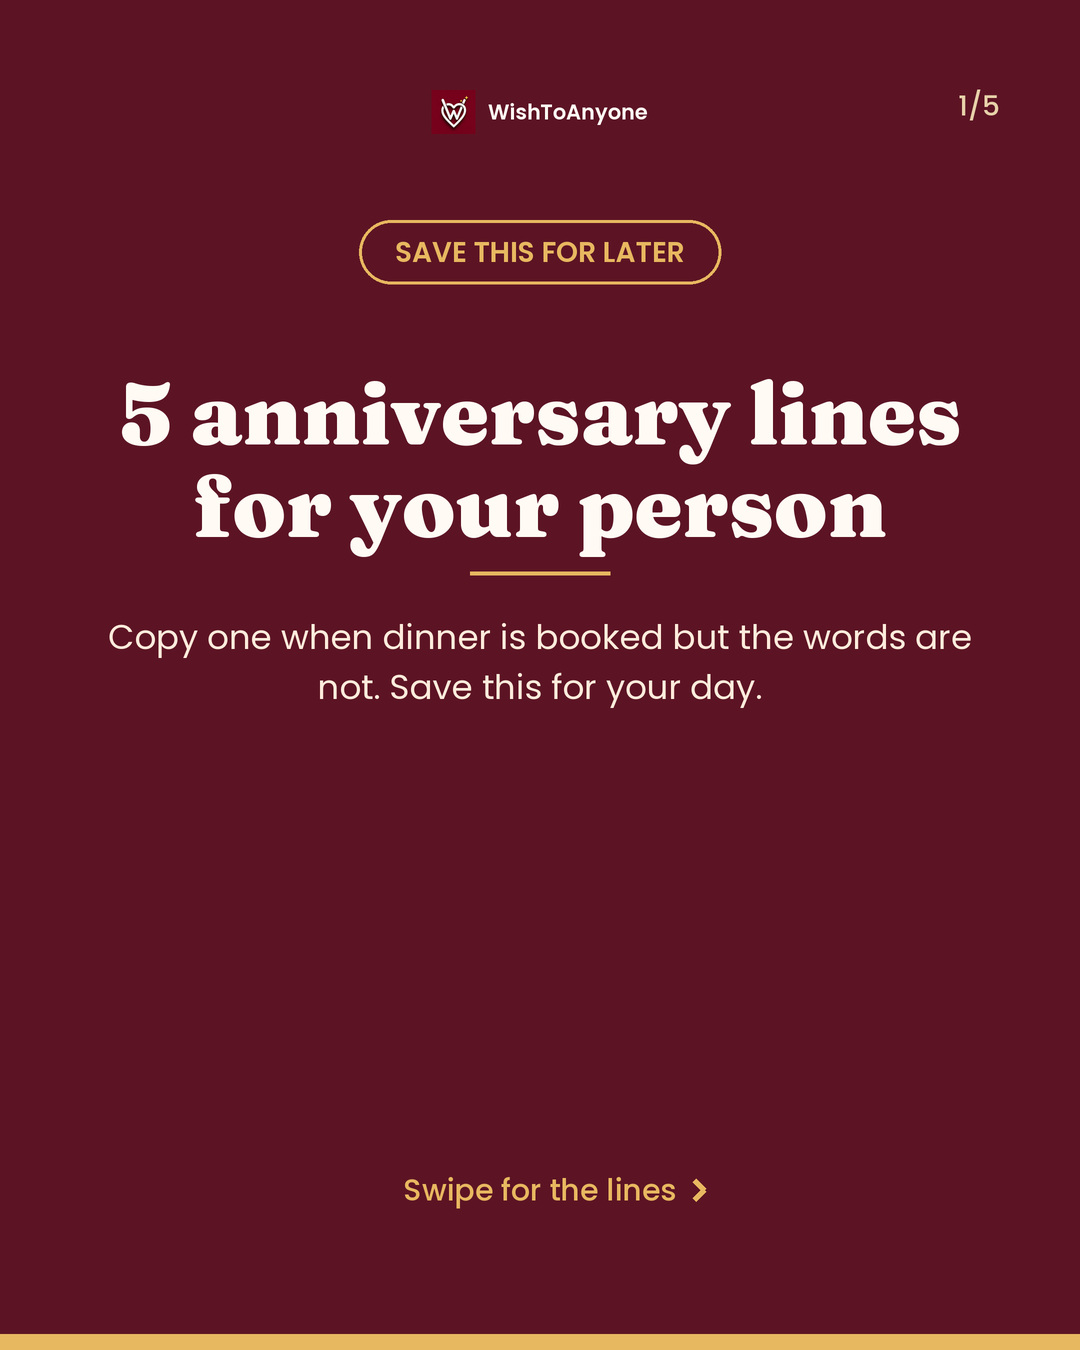 WishToAnyone
1/5
SAVE THIS FOR LATER
5 anniversary lines
for your person
Copy one when dinner is booked but the words are
not. Save this for your day.
Swipe for the lines